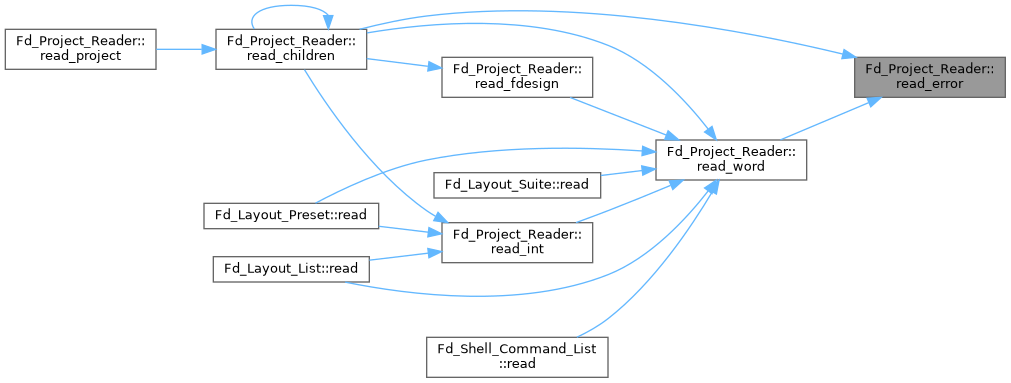 Fd_Project_Reader::
read_project
Fd_Project_Reader::
read_children
Fd_Project_Reader::
read_fdesign
Fd_Project_Reader::
read_error
Fd_Project_Reader::
read_word
Fd_Layout_Suite::read
Fd_Layout_Preset::read
Fd_Project_Reader::
read_int
Fd_Layout_List::read
Fd_Shell_Command_List
::read